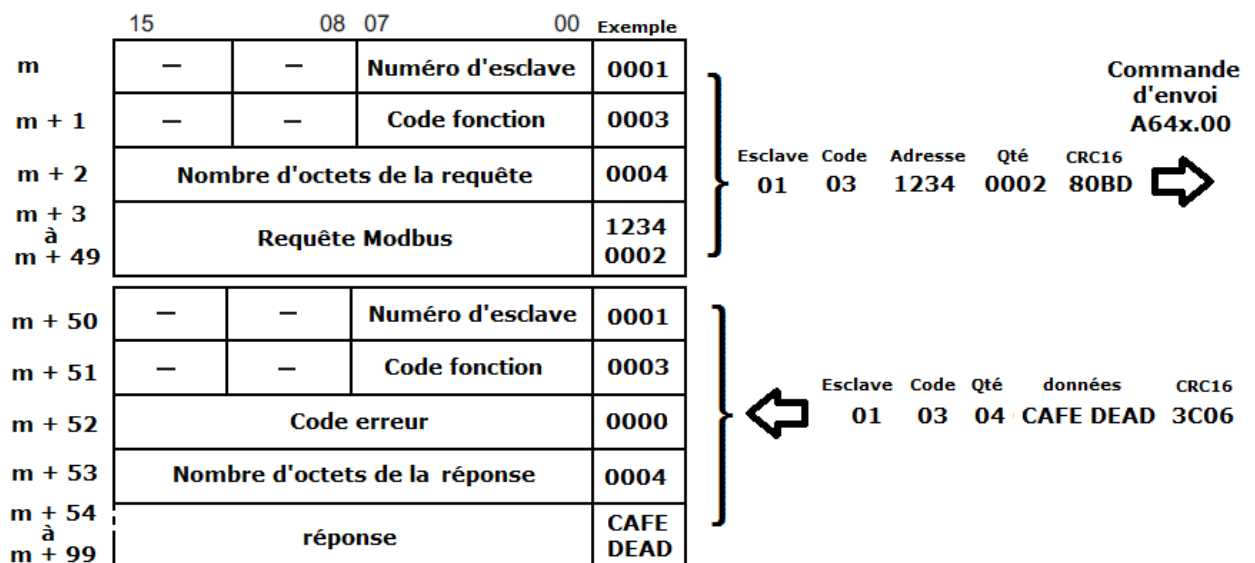 15 08 07 00 Exemple
m — — Numéro d'esclave 0001
m + 1 — — Code fonction 0003
m + 2 Nombre d'octets de la requête 0004
m + 3
à
m + 49
Requête Modbus
1234
0002
Commande
d'envoi
A64x.00
Esclave Code Adresse Qté CRC16
01 03 1234 0002 80BD
m + 50 — — Numéro d'esclave 0001
m + 51 — — Code fonction 0003
m + 52 Code erreur 0000
m + 53 Nombre d'octets de la réponse 0004
m + 54
à
m + 99
réponse
CAFE
DEAD
Esclave Code Qté données CRC16
01 03 04 CAFE DEAD 3C06